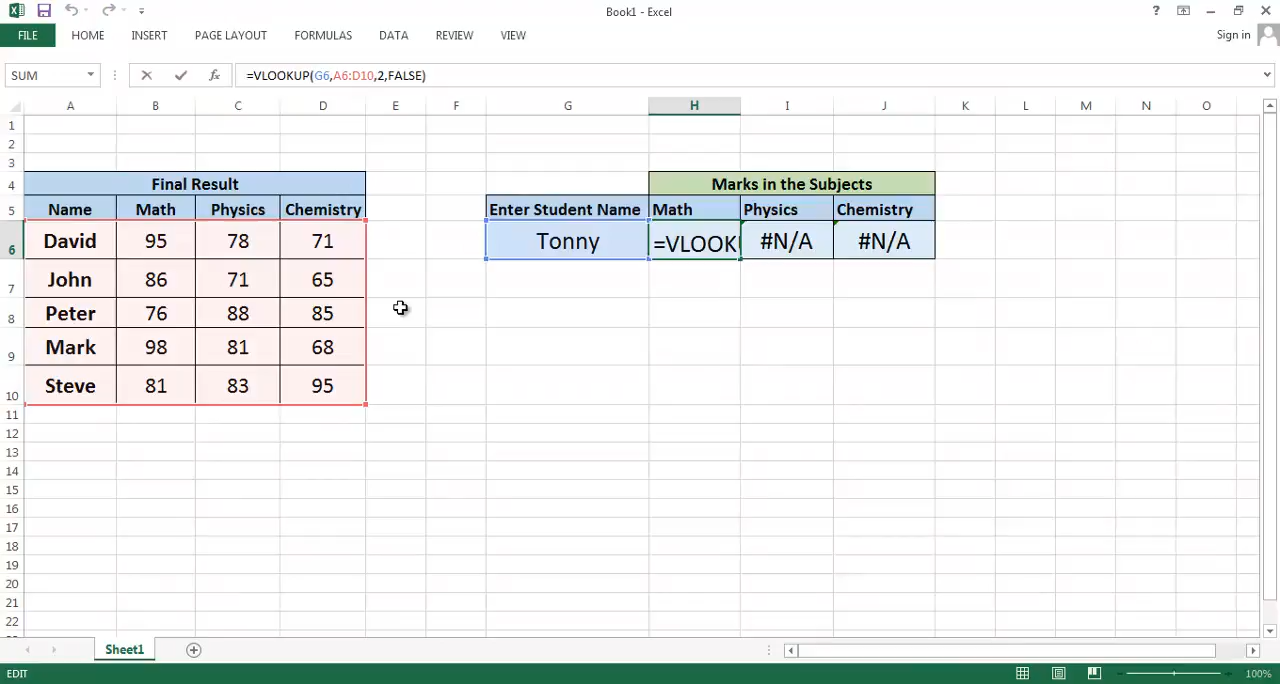 Book1 - Excel
?
FILE HOME INSERT PAGE LAYOUT FORMULAS DATA REVIEW VIEW Sign in
SUM fx =VLOOKUP(G6,A6:D10,2,FALSE)
A B C D E F G H I J K L M N O
1
2
3
4 Final Result Marks in the Subjects
5 Name Math Physics Chemistry Enter Student Name Math Physics Chemistry
6 David 95 78 71 Tonny =VLOOKU #N/A #N/A
7 John 86 71 65
8 Peter 76 88 85
9 Mark 98 81 68
10 Steve 81 83 95
11
12
13
14
15
16
17
18
19
20
21
22
Sheet1
EDIT 100%